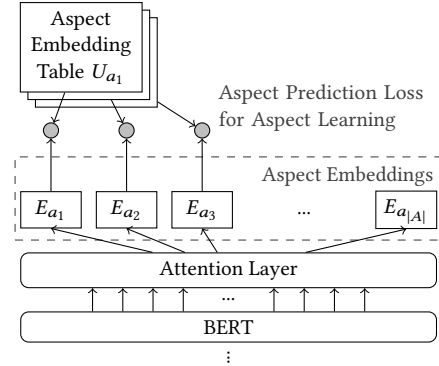 Aspect
Embedding
Table U_{a_1}
Aspect Prediction Loss
for Aspect Learning
Aspect Embeddings
E_{a_1} E_{a_2} E_{a_3} ... E_{a_{|A|}}
Attention Layer
...
BERT
...